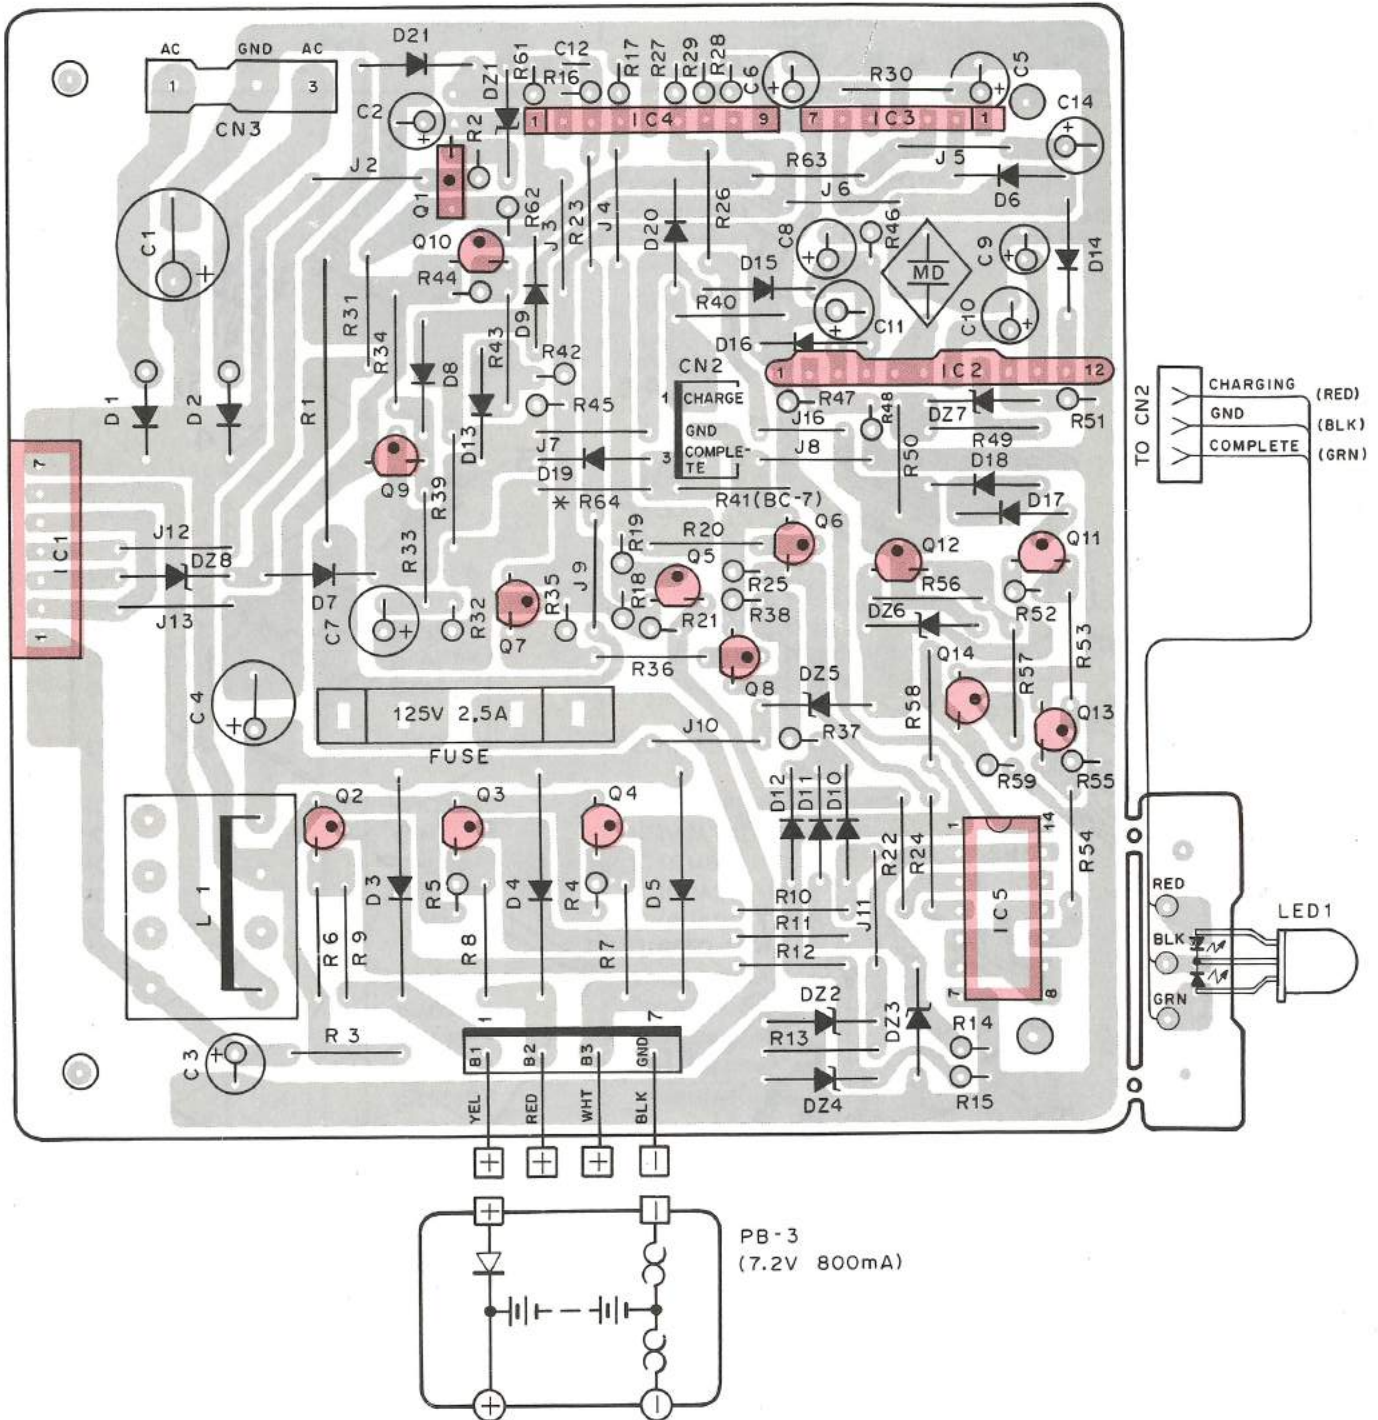 AC GND AC
1 3
CN3
D21
C2
R2
DZ1
R61
R16
C12
R17
R27
R29
R28
C6
R30
C5
C14
1 IC4 9
7 IC3 1
J2
Q1
R62
J3
R23
J4
D20
R26
R63
J6
J5
D6
C1
Q10
R44
C8
R46
MD
C9
D14
D15
R40
C11
C10
R31
R34
D8
R43
D9
D13
R42
R45
D16
1 IC2 12
D1
D2
R1
CN2
1 CHARGE
GND
3 COMPLE-
TE
R47
J16
R48
J8
DZ7
R49
R51
R50
D18
D17
TO CN2
CHARGING (RED)
GND (BLK)
COMPLETE (GRN)
7 IC1 1
Q9
R39
J7
D19
* R64
R41(BC-7)
J12
DZ8
J13
D7
R33
C7
R32
Q7
R35
J9
R19
R18
R20
Q5
R21
Q6
R25
R38
Q12
R56
DZ6
Q11
R52
R53
R36
Q8
DZ5
R37
R58
Q14
R57
Q13
R59
R55
C4
125V 2.5A
FUSE
J10
L1
Q2
Q3
Q4
R6
R9
D3
R5
R8
D4
R4
R7
D5
D12
D11
D10
R10
R11
R12
J11
R22
R24
1 14
IC5
7 8
R54
RED
BLK
GRN
LED1
C3
R3
1 7
B1 B2 B3 GND
DZ2
R13
DZ4
DZ3
R14
R15
YEL RED WHT BLK
+ + + −
+ −
PB-3
(7.2V 800mA)
+ −